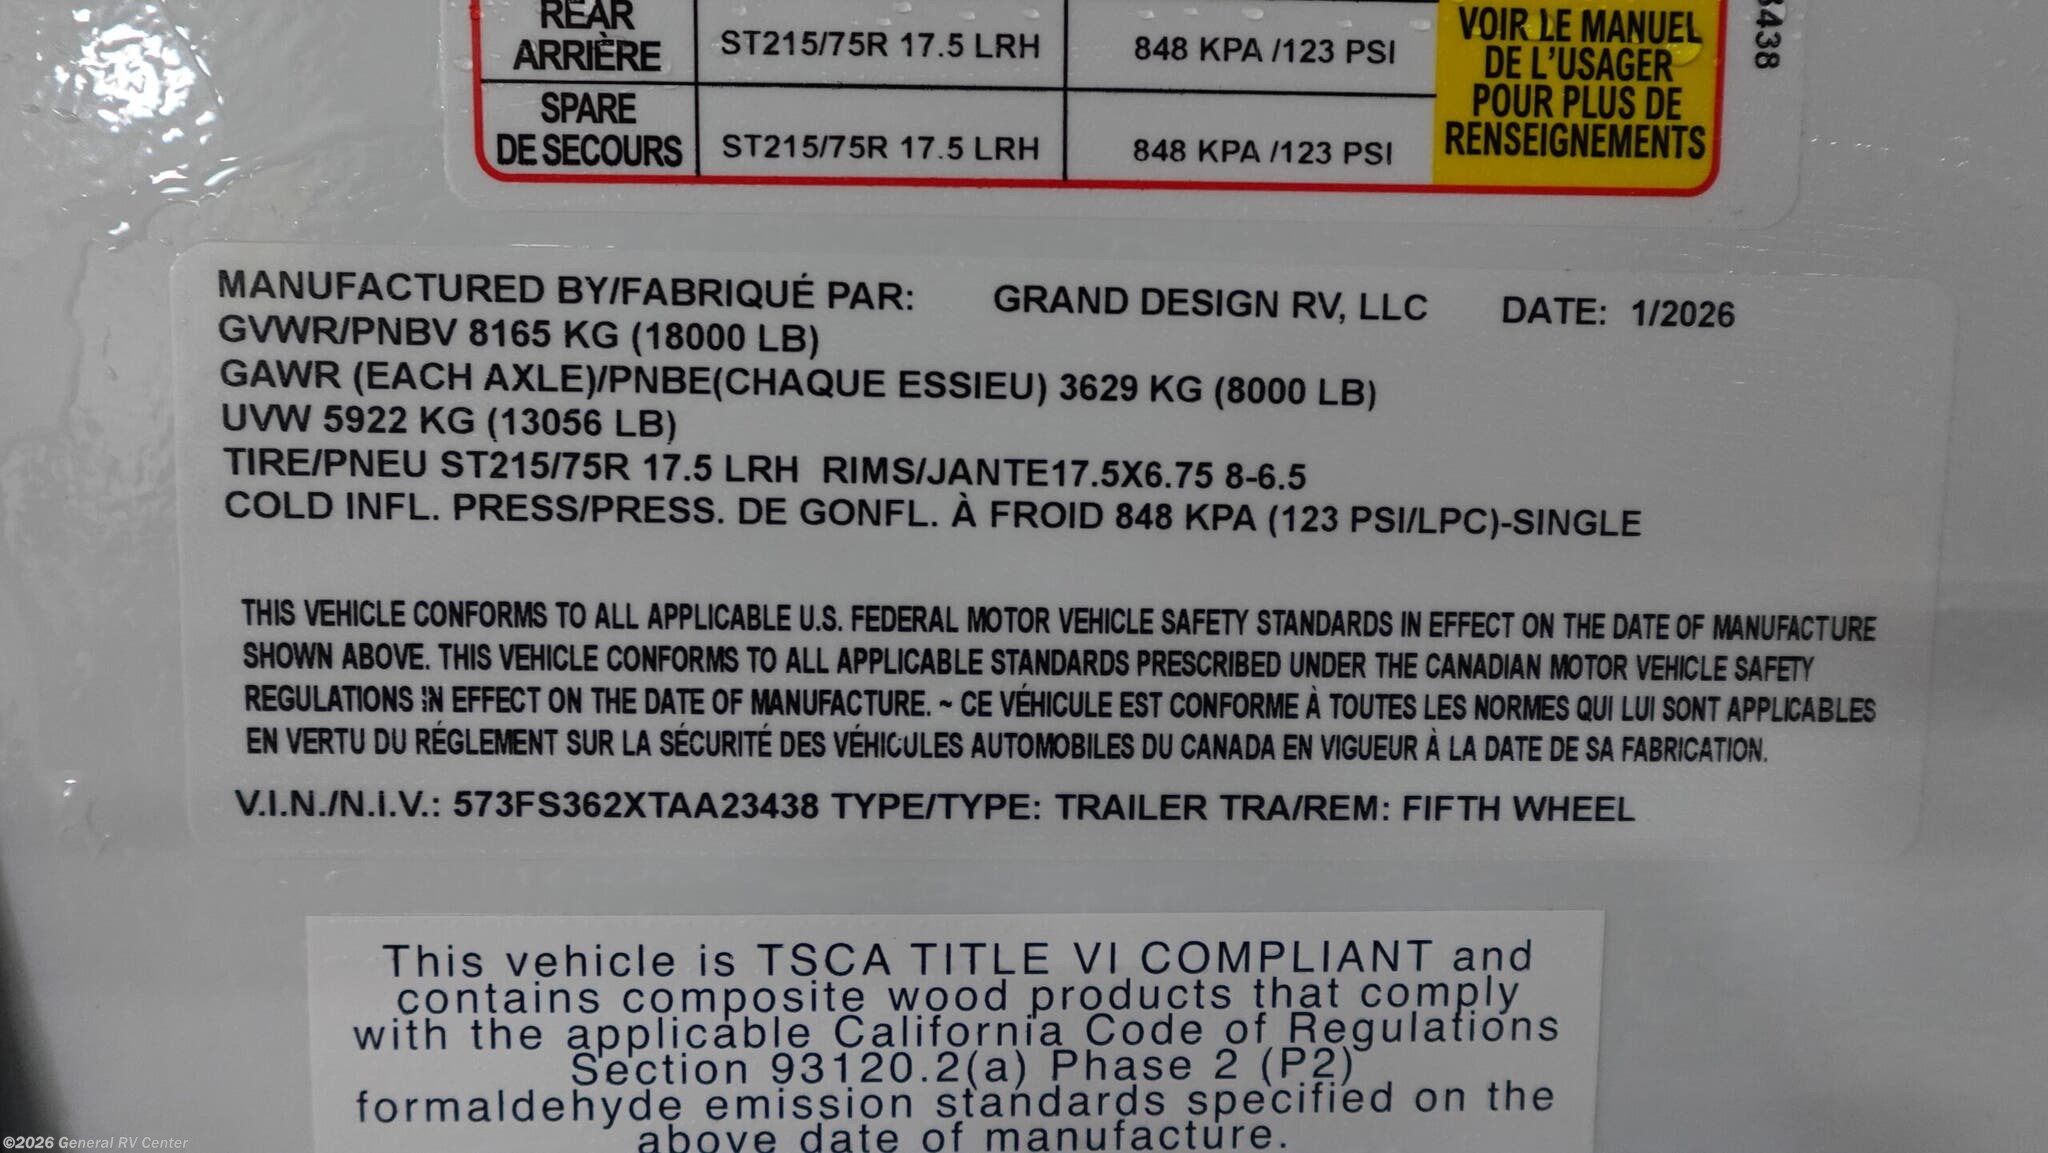 REAR
ARRIÈRE
ST215/75R 17.5 LRH
848 KPA /123 PSI
SPARE
DE SECOURS
ST215/75R 17.5 LRH
848 KPA /123 PSI
VOIR LE MANUEL
DE L'USAGER
POUR PLUS DE
RENSEIGNEMENTS
3438
MANUFACTURED BY/FABRIQUÉ PAR: GRAND DESIGN RV, LLC DATE: 1/2026
GVWR/PNBV 8165 KG (18000 LB)
GAWR (EACH AXLE)/PNBE(CHAQUE ESSIEU) 3629 KG (8000 LB)
UVW 5922 KG (13056 LB)
TIRE/PNEU ST215/75R 17.5 LRH RIMS/JANTE17.5X6.75 8-6.5
COLD INFL. PRESS/PRESS. DE GONFL. À FROID 848 KPA (123 PSI/LPC)-SINGLE
THIS VEHICLE CONFORMS TO ALL APPLICABLE U.S. FEDERAL MOTOR VEHICLE SAFETY STANDARDS IN EFFECT ON THE DATE OF MANUFACTURE
SHOWN ABOVE. THIS VEHICLE CONFORMS TO ALL APPLICABLE STANDARDS PRESCRIBED UNDER THE CANADIAN MOTOR VEHICLE SAFETY
REGULATIONS IN EFFECT ON THE DATE OF MANUFACTURE. ~ CE VÉHICULE EST CONFORME À TOUTES LES NORMES QUI LUI SONT APPLICABLES
EN VERTU DU RÉGLEMENT SUR LA SÉCURITÉ DES VÉHICULES AUTOMOBILES DU CANADA EN VIGUEUR À LA DATE DE SA FABRICATION.
V.I.N./N.I.V.: 573FS362XTAA23438 TYPE/TYPE: TRAILER TRA/REM: FIFTH WHEEL
This vehicle is TSCA TITLE VI COMPLIANT and
contains composite wood products that comply
with the applicable California Code of Regulations
Section 93120.2(a) Phase 2 (P2)
formaldehyde emission standards specified on the
above date of manufacture.
©2026 General RV Center